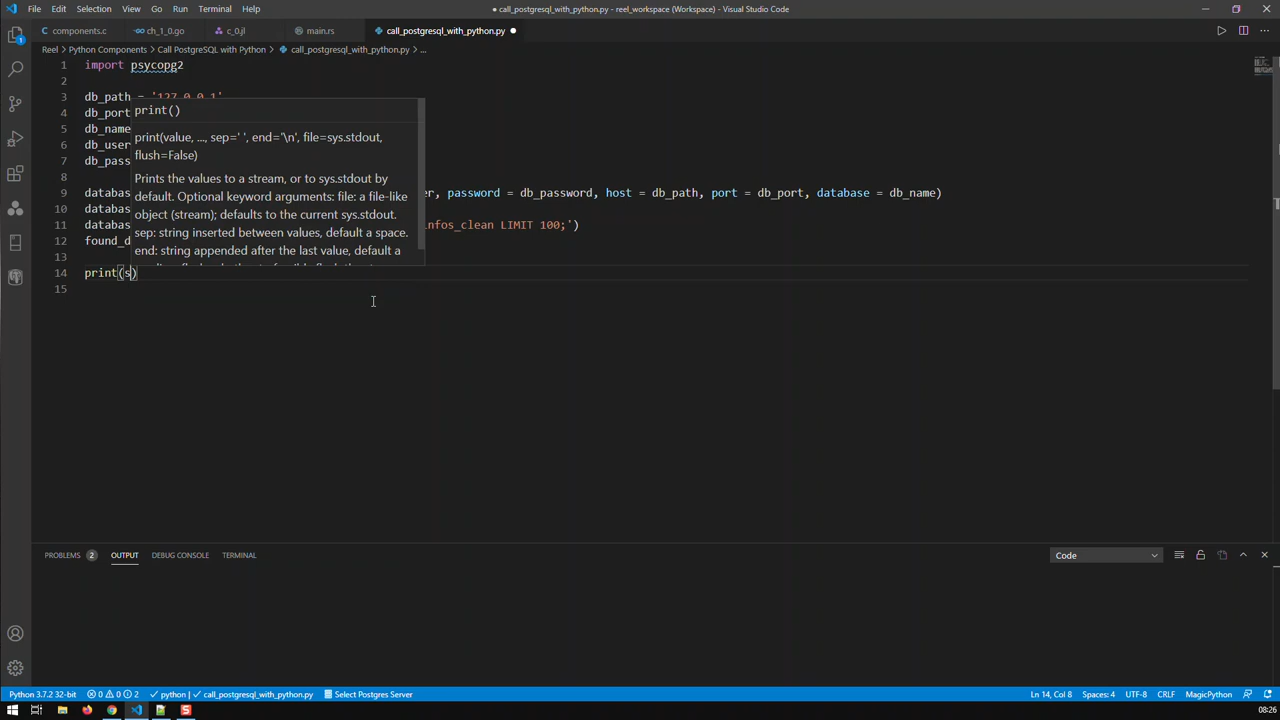 File Edit Selection View Go Run Terminal Help
● call_postgresql_with_python.py - reel_workspace (Workspace) - Visual Studio Code
components.c ch_1_0.go c_0.jl main.rs call_postgresql_with_python.py ●
Reel > Python Components > Call PostgreSQL with Python > call_postgresql_with_python.py > ...
1 import psycopg2
2
3 db_path = '127.0.0.1'
4 db_port
5 db_name
6 db_user
7 db_pass
8
9 databas er, password = db_password, host = db_path, port = db_port, database = db_name)
10 databas
11 databas infos_clean LIMIT 100;')
12 found_d
13
14 print(s)
15
print()
print(value, ..., sep=' ', end='\n', file=sys.stdout,
flush=False)
Prints the values to a stream, or to sys.stdout by
default. Optional keyword arguments: file: a file-like
object (stream); defaults to the current sys.stdout.
sep: string inserted between values, default a space.
end: string appended after the last value, default a
PROBLEMS 2 OUTPUT DEBUG CONSOLE TERMINAL
Code
Python 3.7.2 32-bit 0 0 2 python | call_postgresql_with_python.py Select Postgres Server
Ln 14, Col 8 Spaces: 4 UTF-8 CRLF MagicPython
08:26